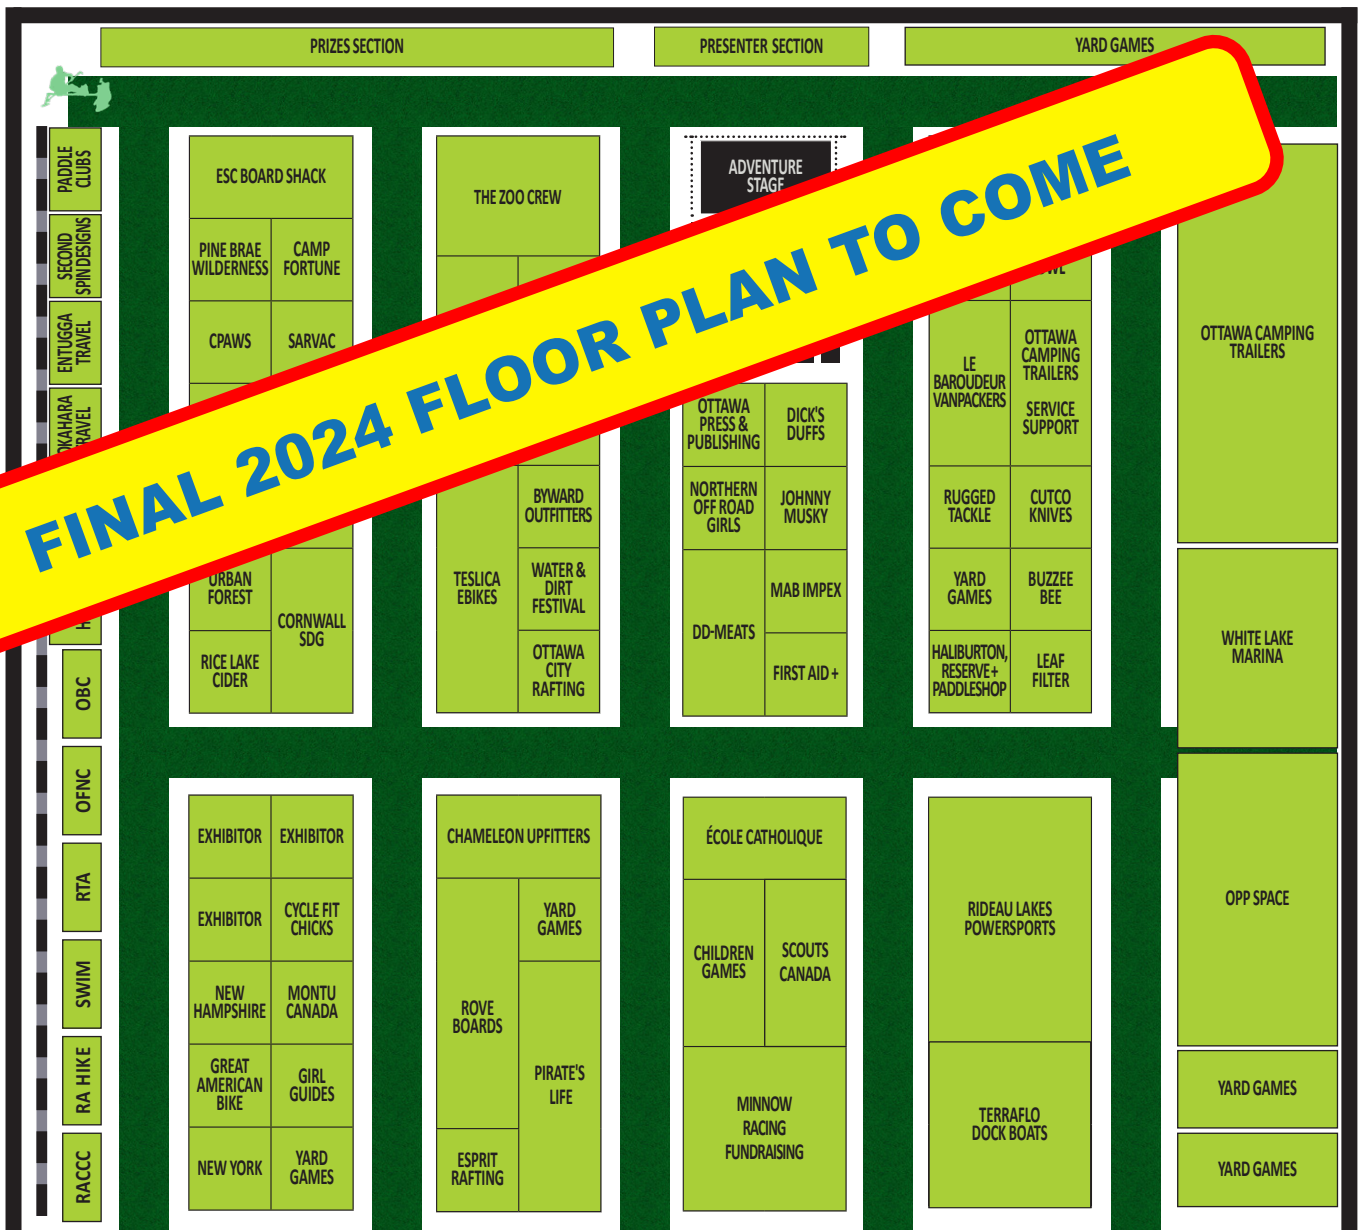 PRIZES SECTION
PRESENTER SECTION
YARD GAMES
PADDLE
CLUBS
SECOND
SPIN DESIGNS
ENTUGGA
TRAVEL
OBC
OFNC
RTA
SWIM
RA HIKE
RACCC
ESC BOARD SHACK
PINE BRAE
WILDERNESS
CAMP
FORTUNE
CPAWS
SARVAC
URBAN
FOREST
CORNWALL
SDG
RICE LAKE
CIDER
THE ZOO CREW
BYWARD
OUTFITTERS
TESLICA
EBIKES
WATER &
DIRT
FESTIVAL
OTTAWA
CITY
RAFTING
ADVENTURE
STAGE
OTTAWA
PRESS &
PUBLISHING
DICK'S
DUFFS
NORTHERN
OFF ROAD
GIRLS
JOHNNY
MUSKY
DD-MEATS
MAB IMPEX
FIRST AID +
LE
BAROUDEUR
VANPACKERS
OTTAWA
CAMPING
TRAILERS
SERVICE
SUPPORT
RUGGED
TACKLE
CUTCO
KNIVES
YARD
GAMES
BUZZEE
BEE
HALIBURTON,
RESERVE +
PADDLESHOP
LEAF
FILTER
OTTAWA CAMPING
TRAILERS
WHITE LAKE
MARINA
OPP SPACE
YARD GAMES
YARD GAMES
FINAL 2024 FLOOR PLAN TO COME
EXHIBITOR
EXHIBITOR
EXHIBITOR
CYCLE FIT
CHICKS
NEW
HAMPSHIRE
MONTU
CANADA
GREAT
AMERICAN
BIKE
GIRL
GUIDES
NEW YORK
YARD
GAMES
CHAMELEON UPFITTERS
ROVE
BOARDS
YARD
GAMES
PIRATE'S
LIFE
ESPRIT
RAFTING
ÉCOLE CATHOLIQUE
CHILDREN
GAMES
SCOUTS
CANADA
MINNOW
RACING
FUNDRAISING
RIDEAU LAKES
POWERSPORTS
TERRAFLO
DOCK BOATS